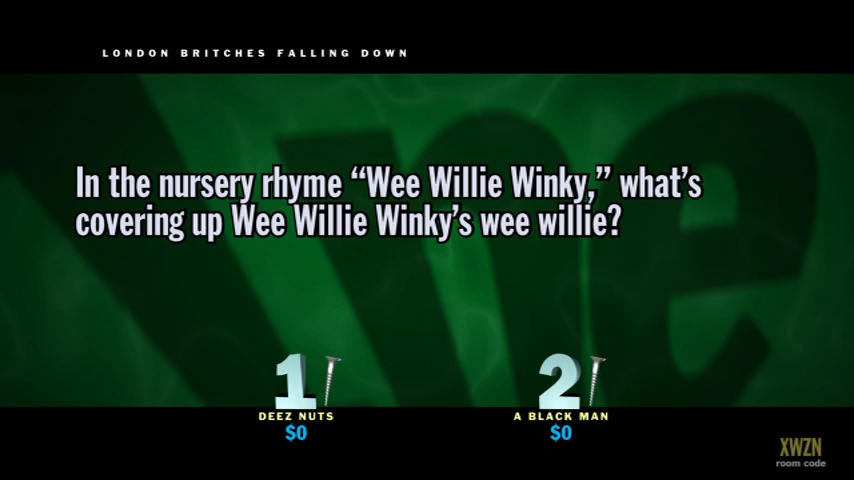 LONDON BRITCHES FALLING DOWN
In the nursery rhyme “Wee Willie Winky,” what’s
covering up Wee Willie Winky’s wee willie?
1 2
DEEZ NUTS A BLACK MAN
$0 $0
XWZN
room code